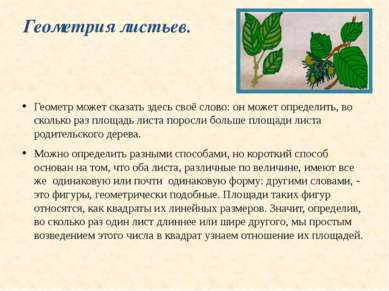 Геометрия листьев.
• Геометр может сказать здесь своё слово: он может определить, во
сколько раз площадь листа поросли больше площади листа
родительского дерева.
• Можно определить разными способами, но короткий способ
основан на том, что оба листа, различные по величине, имеют все
же одинаковую или почти одинаковую форму: другими словами, -
это фигуры, геометрически подобные. Площади таких фигур
относятся, как квадраты их линейных размеров. Значит, определив,
во сколько раз один лист длиннее или шире другого, мы простым
возведением этого числа в квадрат узнаем отношение их площадей.